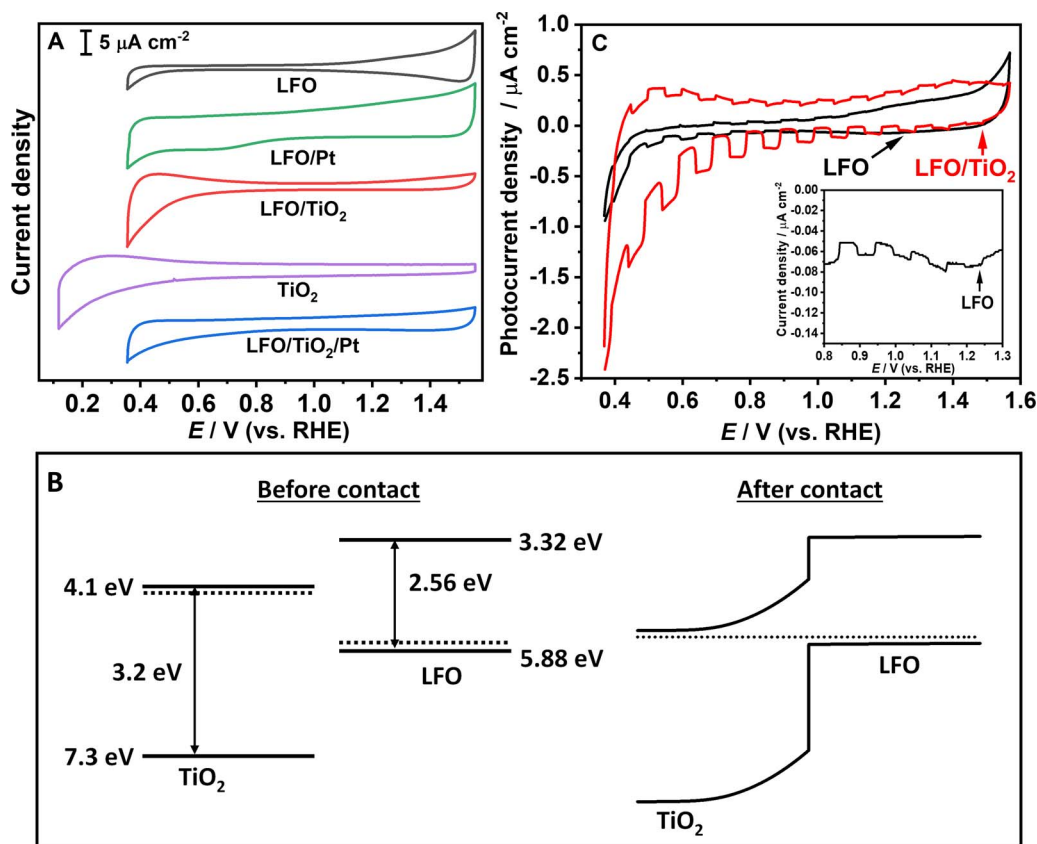 A
5 μA cm-2
LFO
LFO/Pt
LFO/TiO2
TiO2
LFO/TiO2/Pt
Current density
0.2 0.4 0.6 0.8 1.0 1.2 1.4
E / V (vs. RHE)
C
Photocurrent density / μA cm-2
1.0
0.5
0.0
-0.5
-1.0
-1.5
-2.0
-2.5
LFO
LFO/TiO2
0.4 0.6 0.8 1.0 1.2 1.4 1.6
E / V (vs. RHE)
Current density / μA cm-2
0.00
-0.02
-0.04
-0.06
-0.08
-0.10
-0.12
-0.14
LFO
0.8 0.9 1.0 1.1 1.2 1.3
E / V (vs. RHE)
B
Before contact
After contact
4.1 eV
3.2 eV
7.3 eV
TiO2
3.32 eV
2.56 eV
5.88 eV
LFO
LFO
TiO2